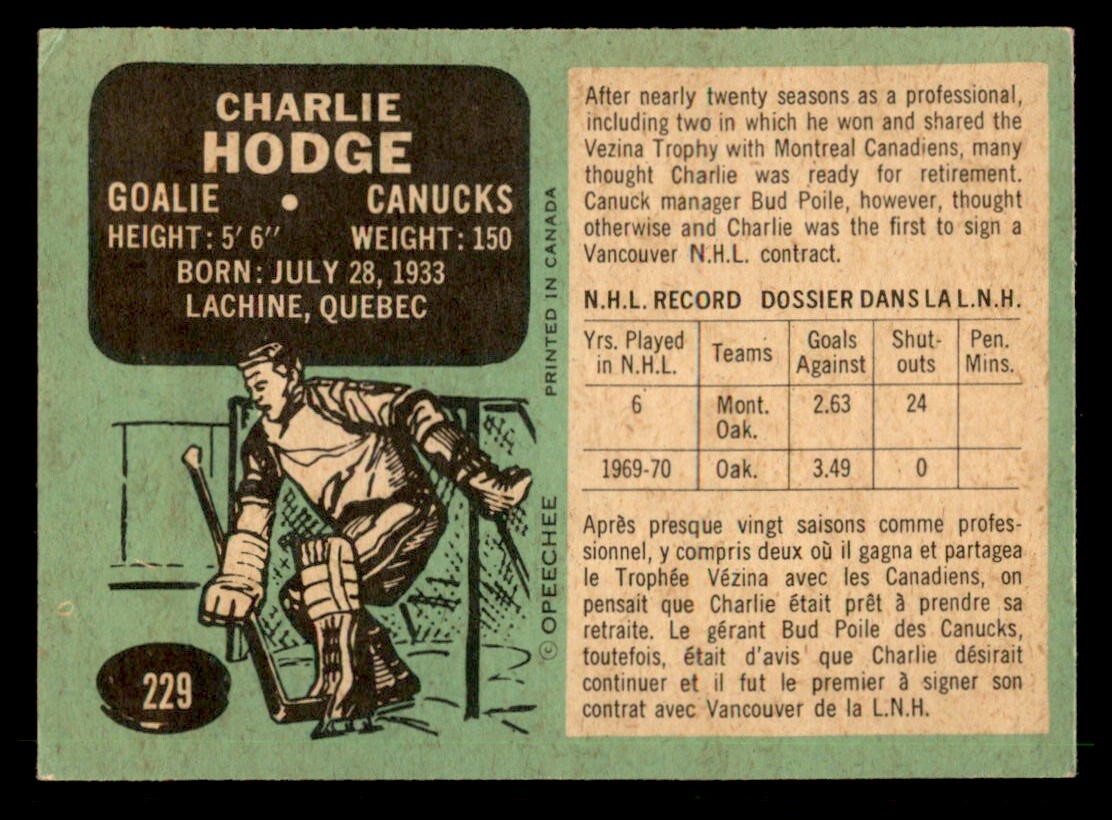 CHARLIE
HODGE
GOALIE • CANUCKS
HEIGHT: 5' 6" WEIGHT: 150
BORN: JULY 28, 1933
LACHINE, QUEBEC
229
PRINTED IN CANADA
© OPEECHEE
After nearly twenty seasons as a professional,
including two in which he won and shared the
Vezina Trophy with Montreal Canadiens, many
thought Charlie was ready for retirement.
Canuck manager Bud Poile, however, thought
otherwise and Charlie was the first to sign a
Vancouver N.H.L. contract.
N.H.L. RECORD DOSSIER DANS LA L.N.H.
Yrs. Played Teams Goals Shut- Pen.
in N.H.L. Against outs Mins.
6 Mont. 2.63 24
Oak.
1969-70 Oak. 3.49 0
Après presque vingt saisons comme profes-
sionnel, y compris deux où il gagna et partagea
le Trophée Vézina avec les Canadiens, on
pensait que Charlie était prêt à prendre sa
retraite. Le gérant Bud Poile des Canucks,
toutefois, était d'avis que Charlie désirait
continuer et il fut le premier à signer son
contrat avec Vancouver de la L.N.H.